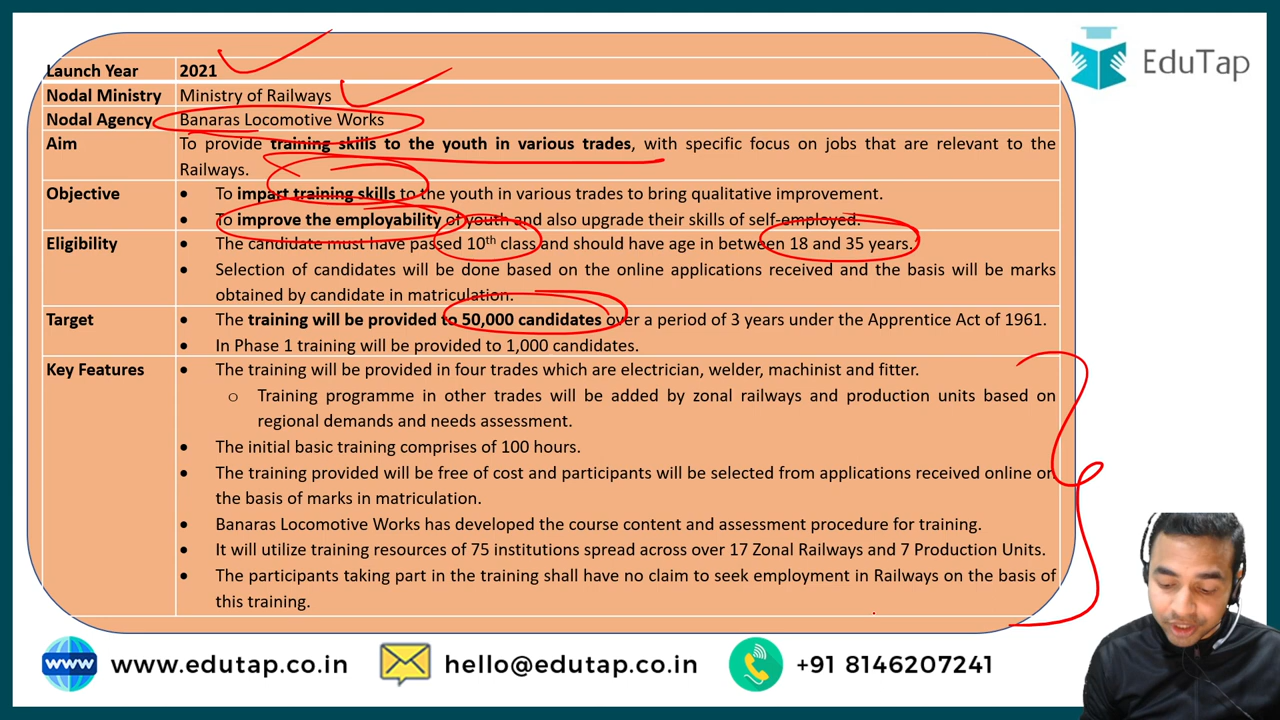 EduTap
Launch Year 2021
Nodal Ministry Ministry of Railways
Nodal Agency Banaras Locomotive Works
Aim To provide training skills to the youth in various trades, with specific focus on jobs that are relevant to the
Railways.
Objective • To impart training skills to the youth in various trades to bring qualitative improvement.
• To improve the employability of youth and also upgrade their skills of self-employed.
Eligibility • The candidate must have passed 10th class and should have age in between 18 and 35 years.
• Selection of candidates will be done based on the online applications received and the basis will be marks
obtained by candidate in matriculation.
Target • The training will be provided to 50,000 candidates over a period of 3 years under the Apprentice Act of 1961.
• In Phase 1 training will be provided to 1,000 candidates.
Key Features • The training will be provided in four trades which are electrician, welder, machinist and fitter.
o Training programme in other trades will be added by zonal railways and production units based on
regional demands and needs assessment.
• The initial basic training comprises of 100 hours.
• The training provided will be free of cost and participants will be selected from applications received online on
the basis of marks in matriculation.
• Banaras Locomotive Works has developed the course content and assessment procedure for training.
• It will utilize training resources of 75 institutions spread across over 17 Zonal Railways and 7 Production Units.
• The participants taking part in the training shall have no claim to seek employment in Railways on the basis of
this training.
www www.edutap.co.in hello@edutap.co.in +91 8146207241